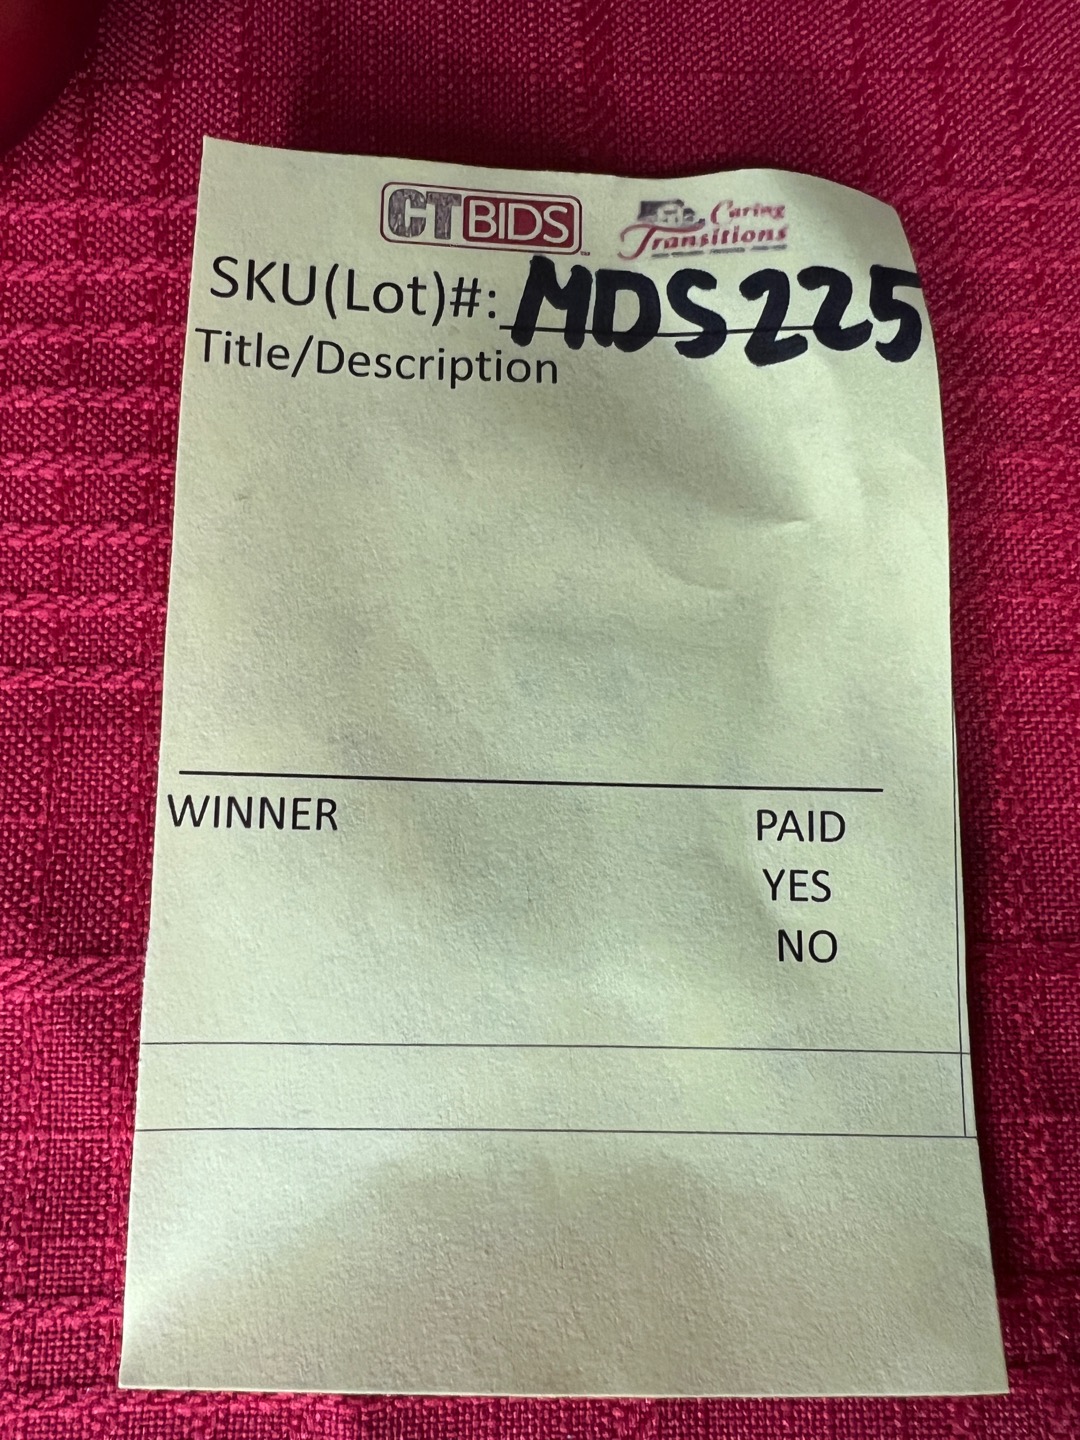 CTBIDS Caring Transitions
SKU(Lot)#: MDS225
Title/Description
WINNER PAID
YES
NO